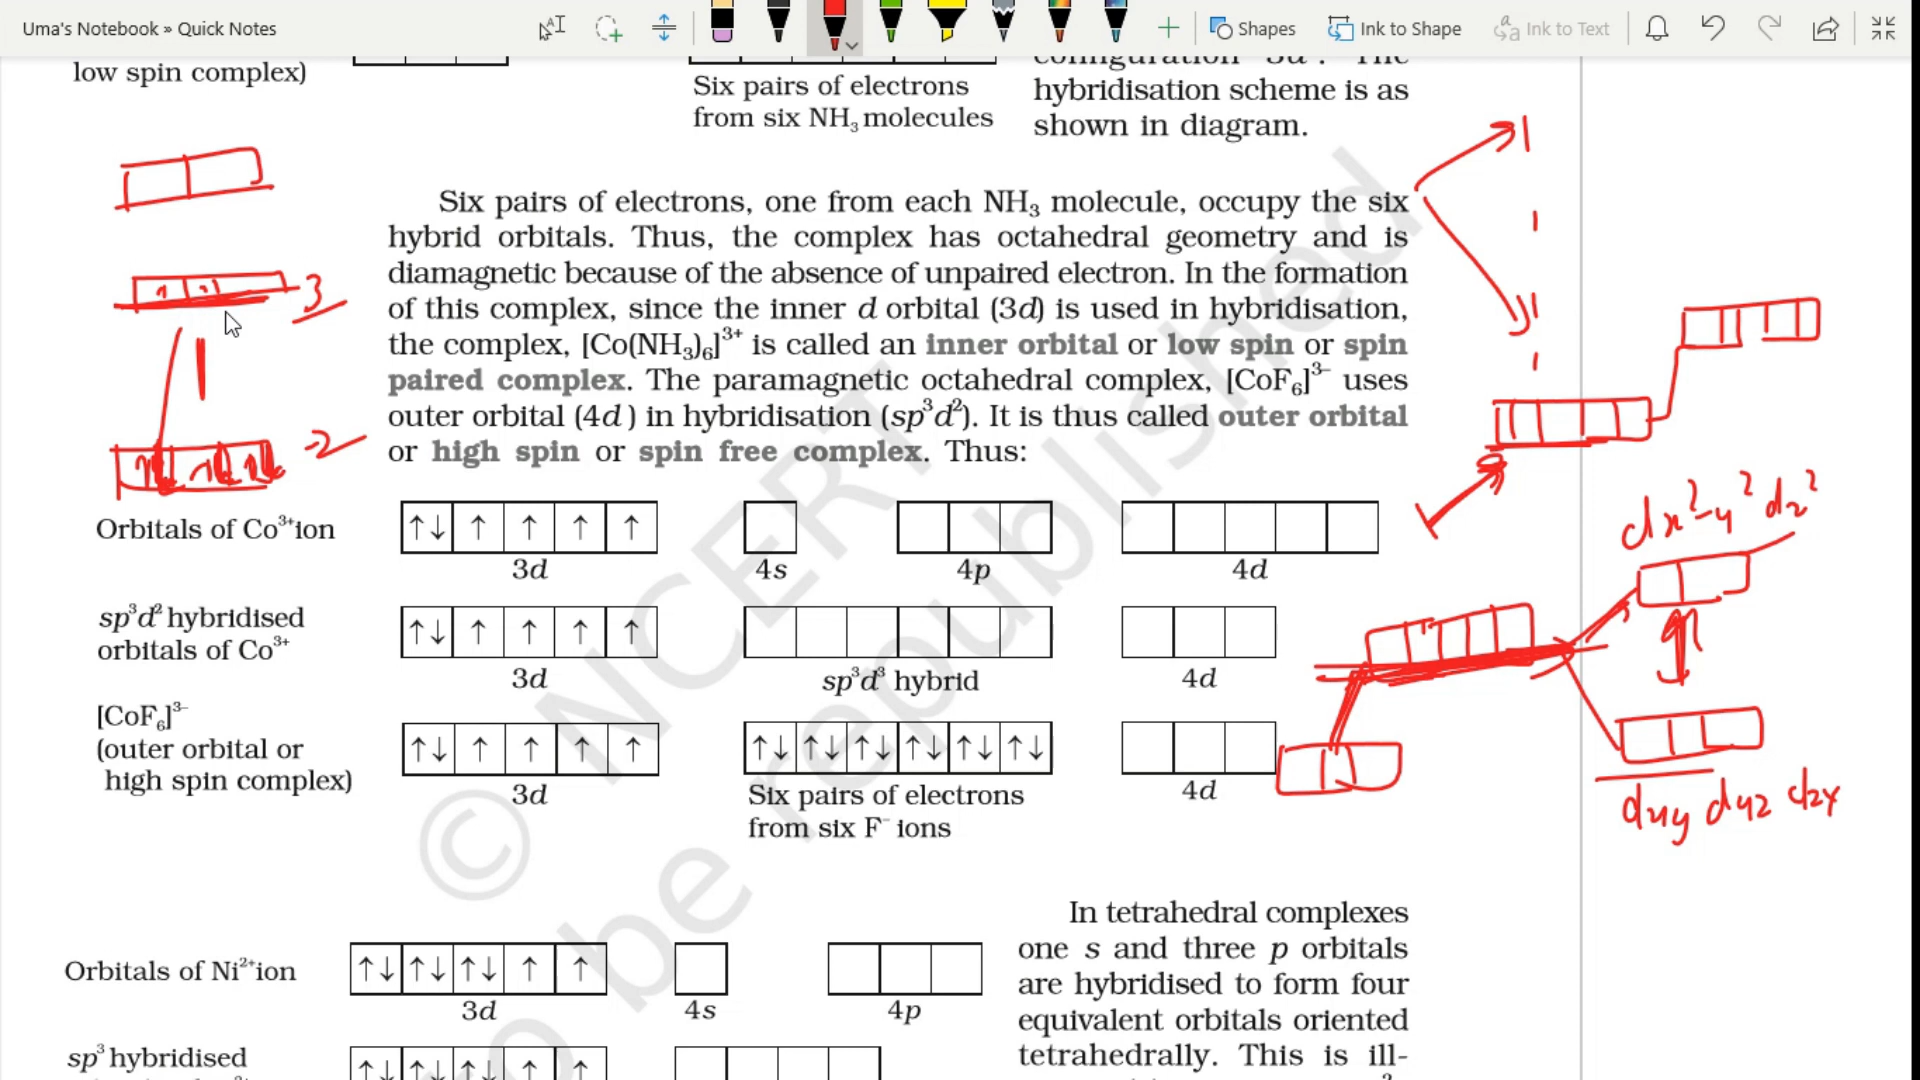 Uma's Notebook » Quick Notes
Shapes
Ink to Shape
Ink to Text
low spin complex)
Six pairs of electrons
from six NH3 molecules
hybridisation scheme is as
shown in diagram.
Six pairs of electrons, one from each NH3 molecule, occupy the six
hybrid orbitals. Thus, the complex has octahedral geometry and is
diamagnetic because of the absence of unpaired electron. In the formation
of this complex, since the inner d orbital (3d) is used in hybridisation,
the complex, [Co(NH3)6]3+ is called an inner orbital or low spin or spin
paired complex. The paramagnetic octahedral complex, [CoF6]3– uses
outer orbital (4d ) in hybridisation (sp3d2). It is thus called outer orbital
or high spin or spin free complex. Thus:
3
-2
Orbitals of Co3+ion
↑↓ ↑ ↑ ↑ ↑
3d
4s
4p
4d
dx2-y2 dz2
sp3d2 hybridised
orbitals of Co3+
↑↓ ↑ ↑ ↑ ↑
3d
sp3d3 hybrid
4d
[CoF6]3–
(outer orbital or
high spin complex)
↑↓ ↑ ↑ ↑ ↑
3d
↑↓ ↑↓ ↑↓ ↑↓ ↑↓ ↑↓
Six pairs of electrons
from six F– ions
4d
dxy dyz dzx
In tetrahedral complexes
one s and three p orbitals
are hybridised to form four
equivalent orbitals oriented
tetrahedrally. This is ill-
Orbitals of Ni2+ion
↑↓ ↑↓ ↑↓ ↑ ↑
3d
4s
4p
sp3 hybridised
© NCERT
be republished